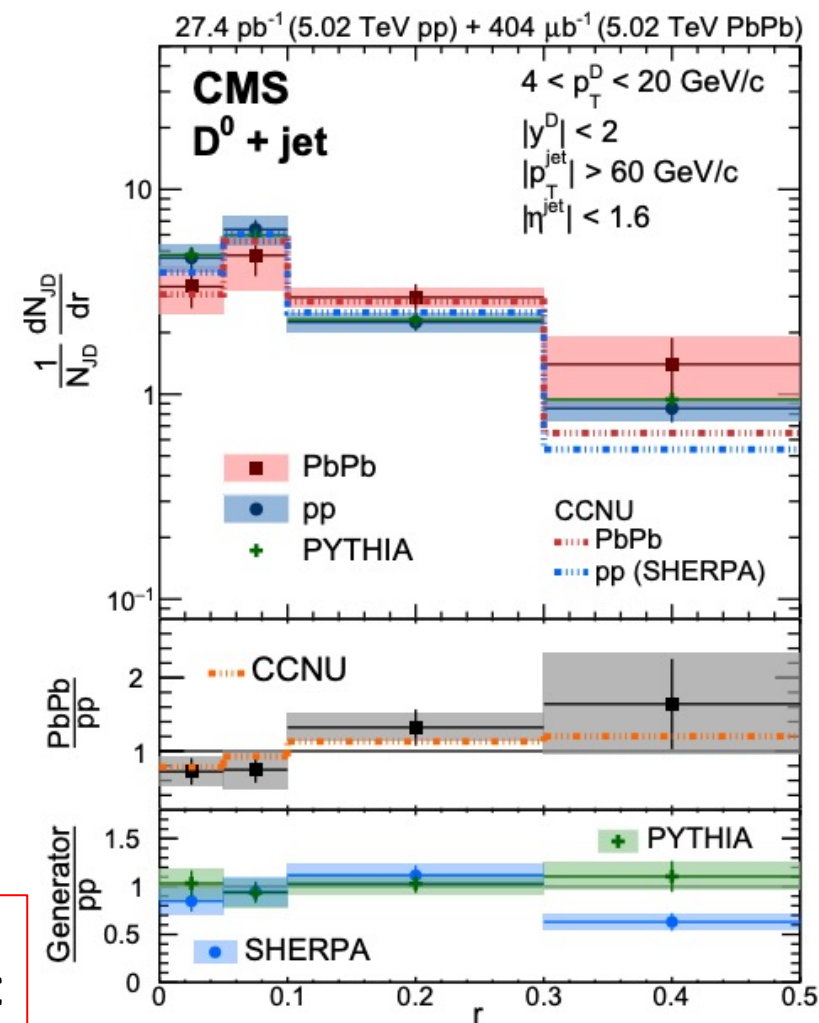 27.4 pb⁻¹ (5.02 TeV pp) + 404 μb⁻¹ (5.02 TeV PbPb)
CMS
D⁰ + jet
4 < p_T^D < 20 GeV/c
|y^D| < 2
|p_T^jet| > 60 GeV/c
|η^jet| < 1.6
10
1
10⁻¹
1/N_JD dN_JD/dr
PbPb
pp
PYTHIA
CCNU
PbPb
pp (SHERPA)
PbPb/pp
2
1
CCNU
Generator/pp
1.5
1
0.5
0
PYTHIA
SHERPA
0 0.1 0.2 0.3 0.4 0.5
r
: